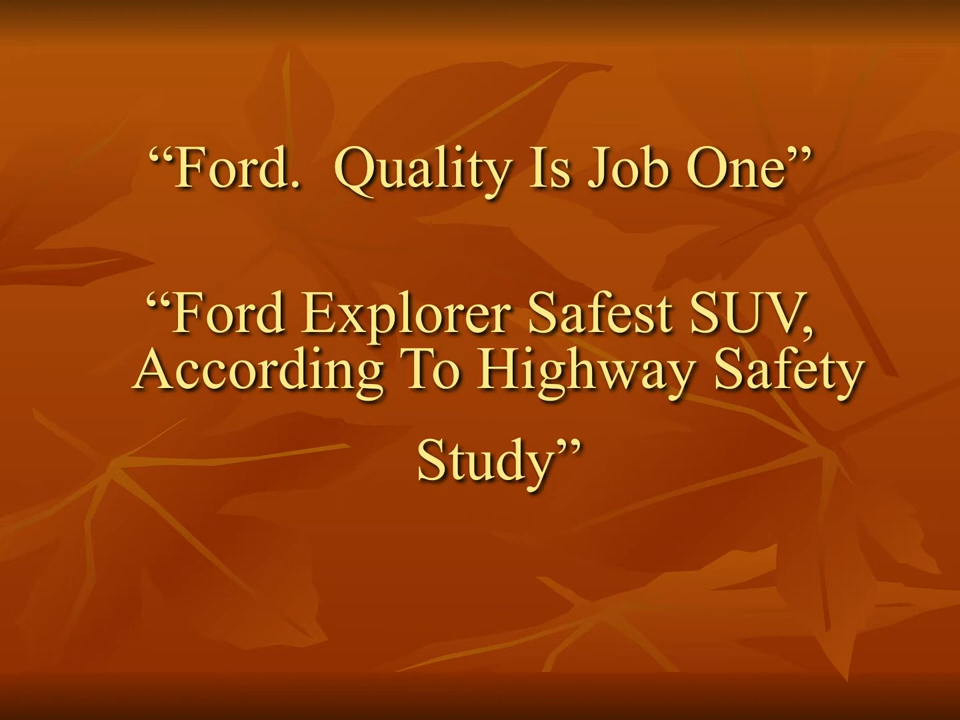 “Ford.  Quality Is Job One”
“Ford Explorer Safest SUV,
According To Highway Safety
Study”